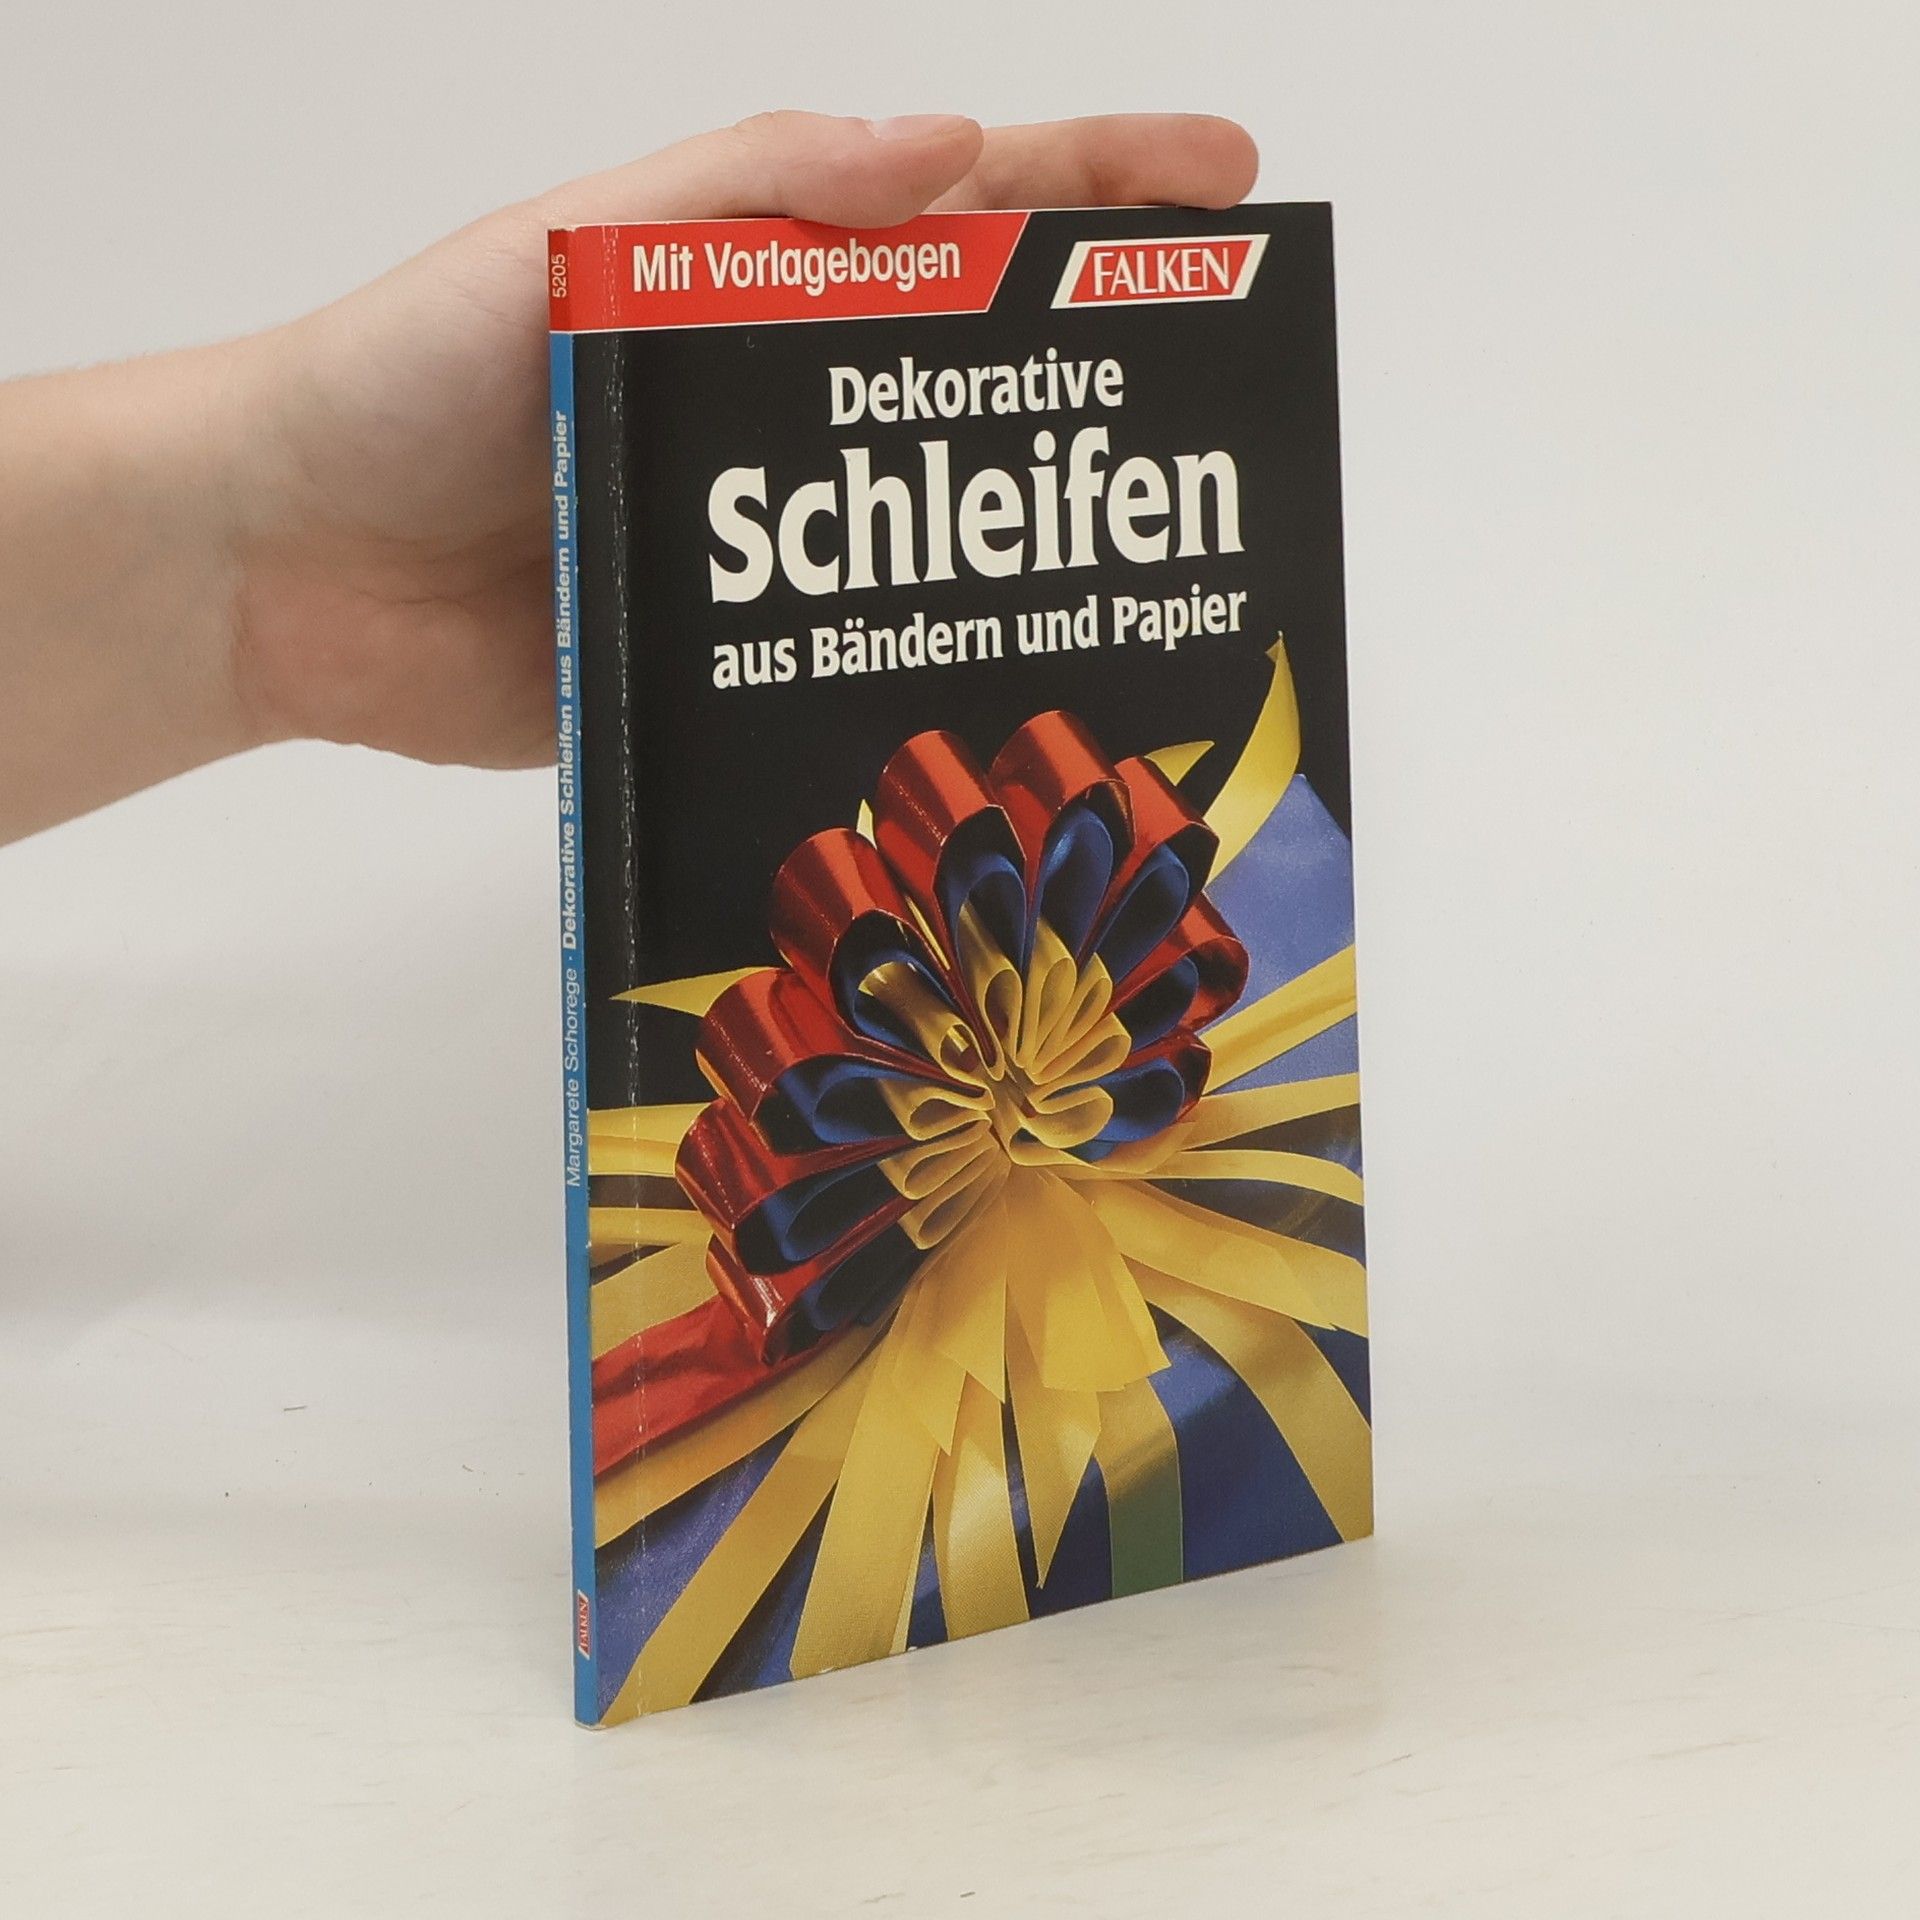 Mit Vorlagebogen
FALKEN
Dekorative
Schleifen
aus Bändern und Papier
5205
Margarete Schorege · Dekorative Schleifen aus Bändern und Papier
FALKEN